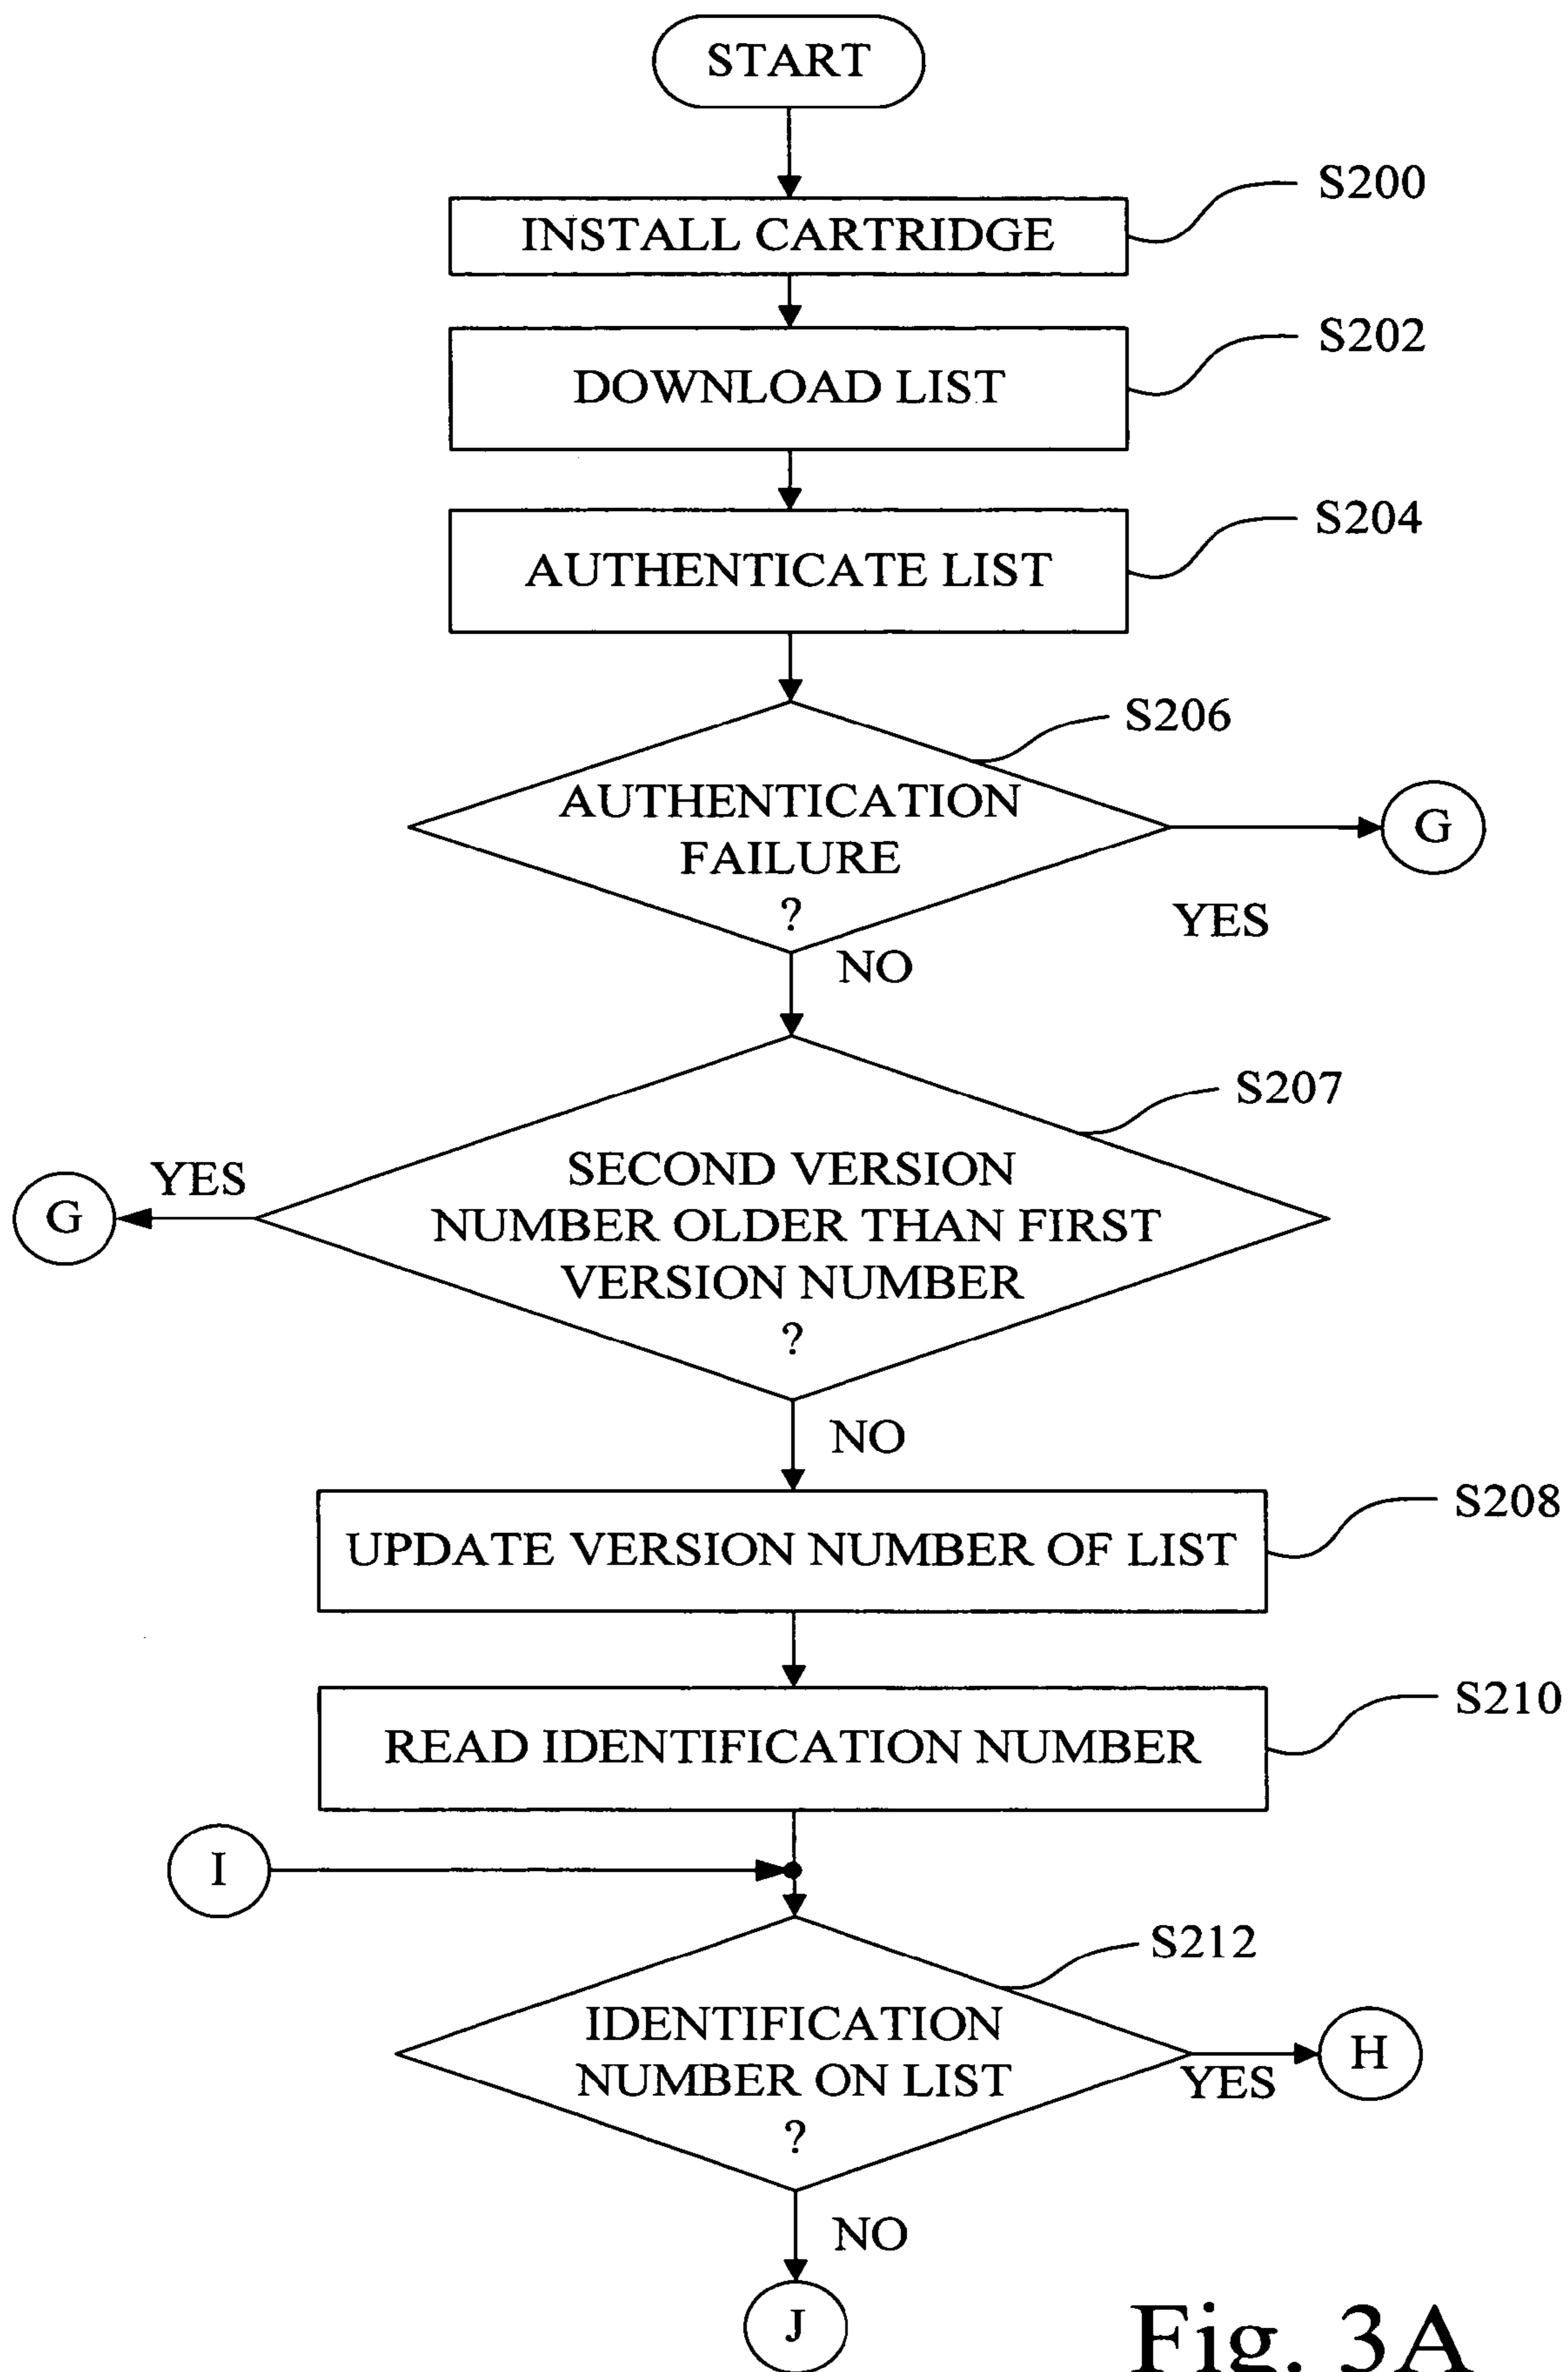 START
INSTALL CARTRIDGE
S200
DOWNLOAD LIST
S202
AUTHENTICATE LIST
S204
S206
AUTHENTICATION
FAILURE
?
G
YES
NO
S207
SECOND VERSION
NUMBER OLDER THAN FIRST
VERSION NUMBER
?
YES
G
NO
UPDATE VERSION NUMBER OF LIST
S208
READ IDENTIFICATION NUMBER
S210
I
S212
IDENTIFICATION
NUMBER ON LIST
?
YES
H
NO
J
Fig. 3A